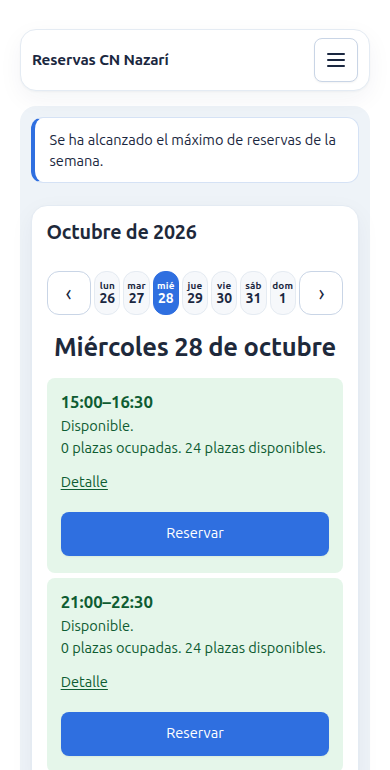 Reservas CN Nazarí
Se ha alcanzado el máximo de reservas de la
semana.
Octubre de 2026
‹ lun mar mié jue vie sáb dom ›
26 27 28 29 30 31 1
Miércoles 28 de octubre
15:00–16:30
Disponible.
0 plazas ocupadas. 24 plazas disponibles.
Detalle
Reservar
21:00–22:30
Disponible.
0 plazas ocupadas. 24 plazas disponibles.
Detalle
Reservar